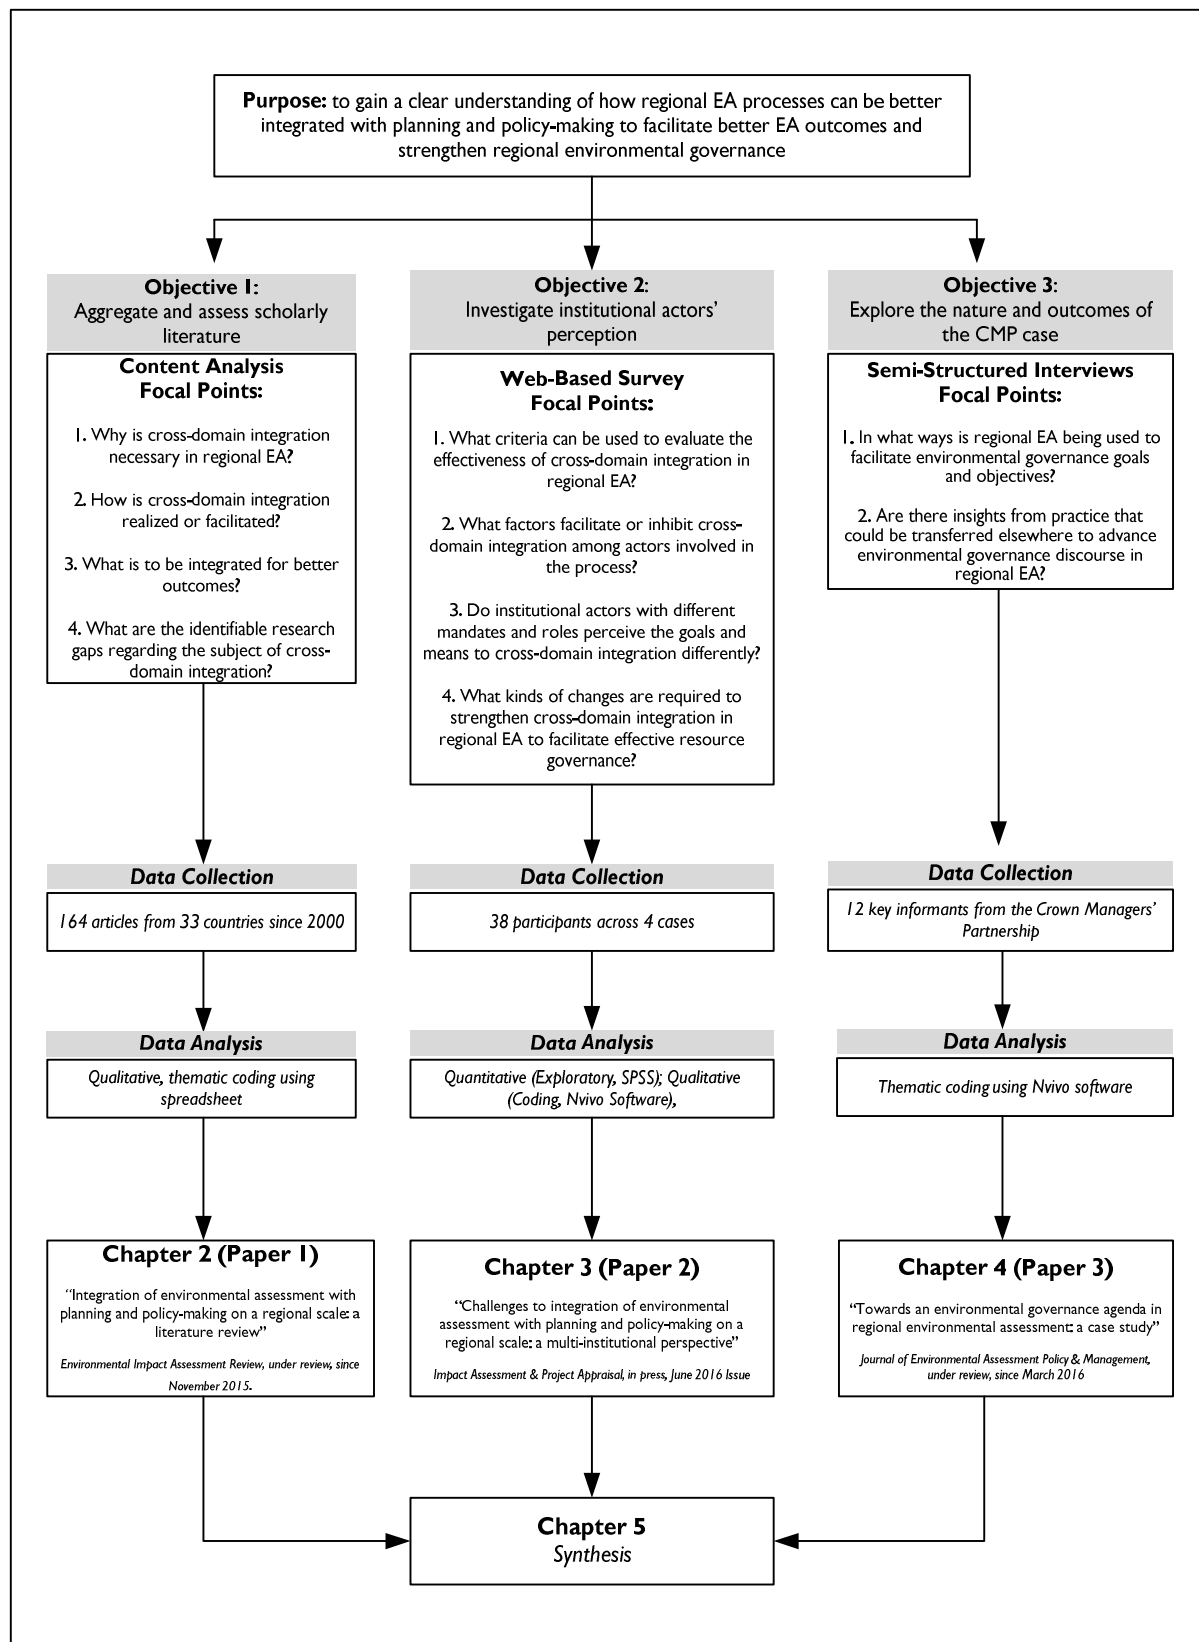 Purpose: to gain a clear understanding of how regional EA processes can be better
integrated with planning and policy-making to facilitate better EA outcomes and
strengthen regional environmental governance
Objective 1:
Aggregate and assess scholarly
literature
Content Analysis
Focal Points:
1. Why is cross-domain integration
necessary in regional EA?
2. How is cross-domain integration
realized or facilitated?
3. What is to be integrated for better
outcomes?
4. What are the identifiable research
gaps regarding the subject of cross-
domain integration?
Data Collection
164 articles from 33 countries since 2000
Data Analysis
Qualitative, thematic coding using
spreadsheet
Chapter 2 (Paper 1)
“Integration of environmental assessment with
planning and policy-making on a regional scale: a
literature review”
Environmental Impact Assessment Review, under review, since
November 2015.
Objective 2:
Investigate institutional actors’
perception
Web-Based Survey
Focal Points:
1. What criteria can be used to evaluate the
effectiveness of cross-domain integration in
regional EA?
2. What factors facilitate or inhibit cross-
domain integration among actors involved in
the process?
3. Do institutional actors with different
mandates and roles perceive the goals and
means to cross-domain integration differently?
4. What kinds of changes are required to
strengthen cross-domain integration in
regional EA to facilitate effective resource
governance?
Data Collection
38 participants across 4 cases
Data Analysis
Quantitative (Exploratory, SPSS); Qualitative
(Coding, Nvivo Software),
Chapter 3 (Paper 2)
“Challenges to integration of environmental
assessment with planning and policy-making on a
regional scale: a multi-institutional perspective”
Impact Assessment & Project Appraisal, in press, June 2016 Issue
Objective 3:
Explore the nature and outcomes of
the CMP case
Semi-Structured Interviews
Focal Points:
1. In what ways is regional EA being used to
facilitate environmental governance goals
and objectives?
2. Are there insights from practice that
could be transferred elsewhere to advance
environmental governance discourse in
regional EA?
Data Collection
12 key informants from the Crown Managers’
Partnership
Data Analysis
Thematic coding using Nvivo software
Chapter 4 (Paper 3)
“Towards an environmental governance agenda in
regional environmental assessment: a case study”
Journal of Environmental Assessment Policy & Management,
under review, since March 2016
Chapter 5
Synthesis